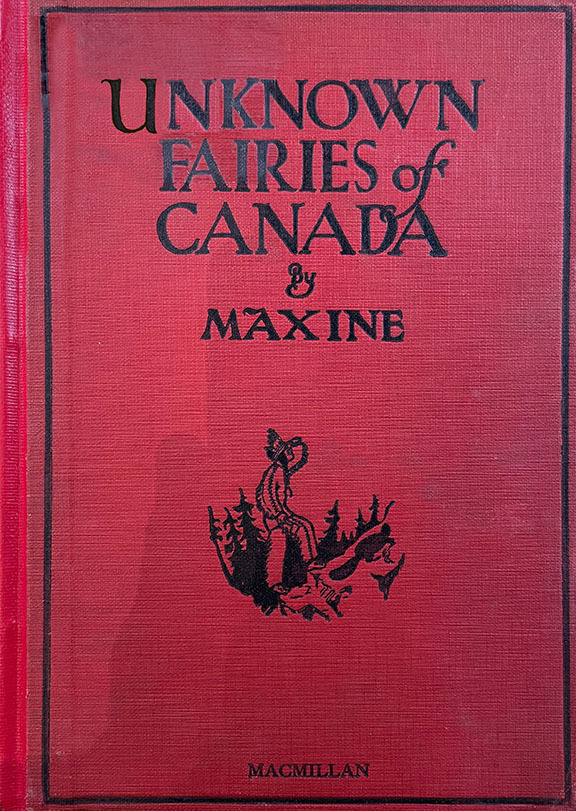 UNKNOWN
FAIRIES of
CANADA
By
MAXINE
MACMILLAN